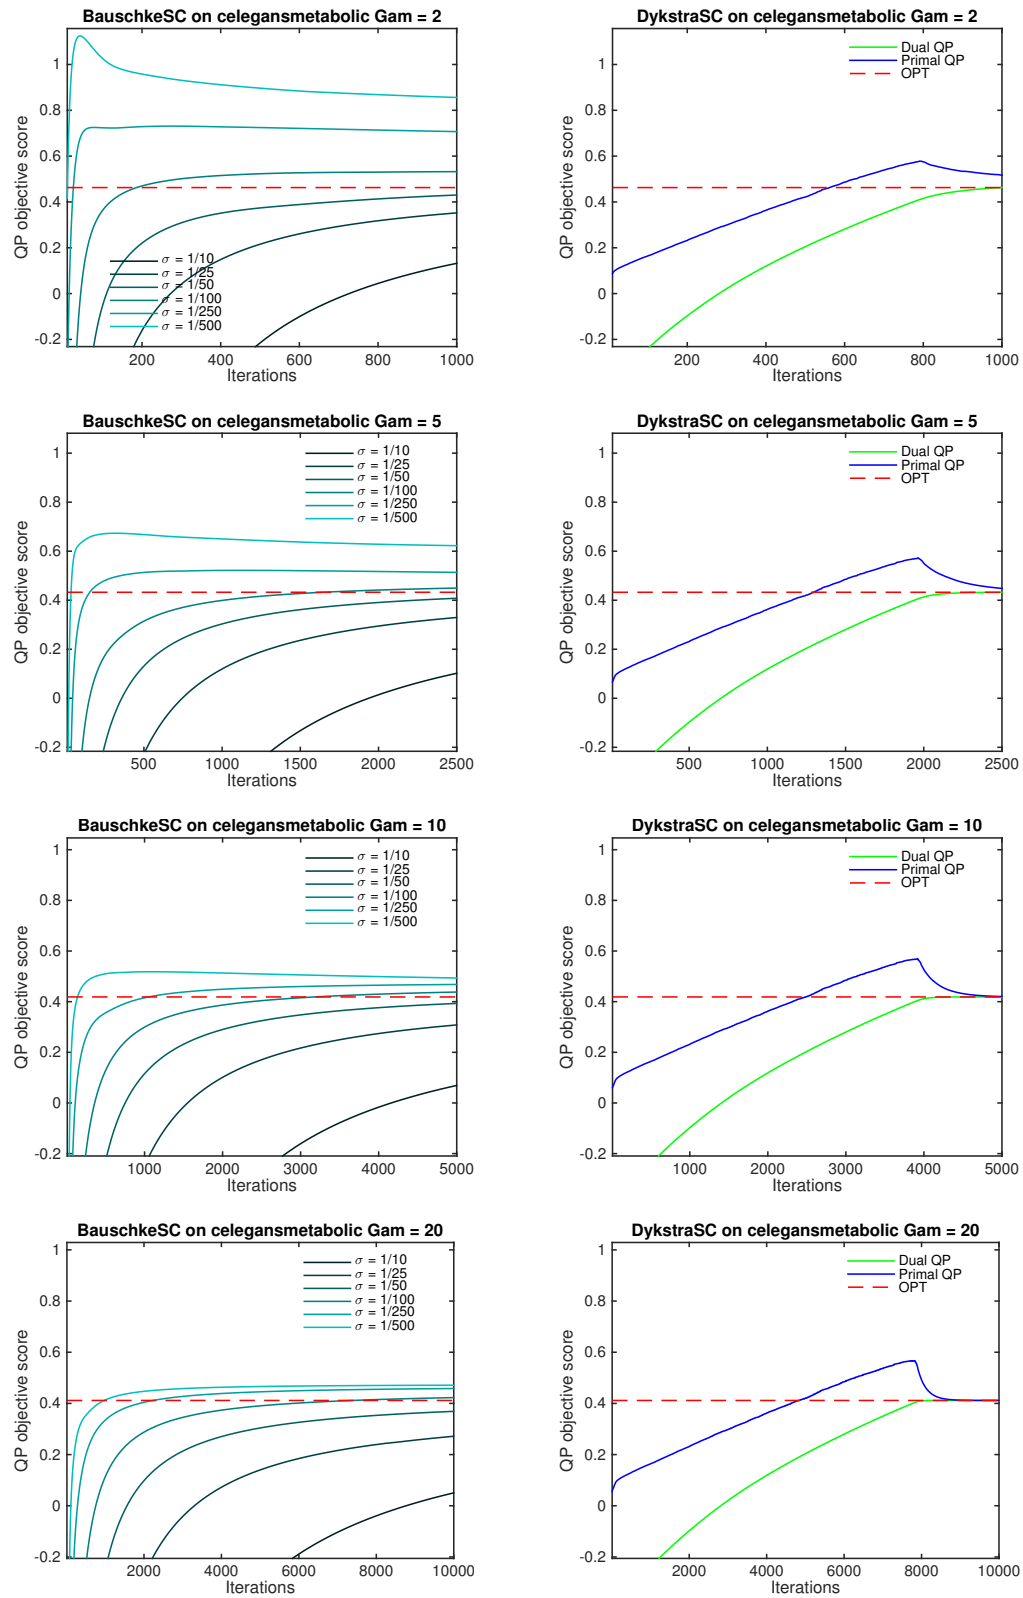 BauschkeSC on celegansmetabolic Gam = 2
QP objective score
1
0.8
0.6
0.4
0.2
0
-0.2
σ = 1/10
σ = 1/25
σ = 1/50
σ = 1/100
σ = 1/250
σ = 1/500
200 400 600 800 1000
Iterations
DykstraSC on celegansmetabolic Gam = 2
QP objective score
1
0.8
0.6
0.4
0.2
0
-0.2
Dual QP
Primal QP
OPT
200 400 600 800 1000
Iterations
BauschkeSC on celegansmetabolic Gam = 5
QP objective score
1
0.8
0.6
0.4
0.2
0
-0.2
σ = 1/10
σ = 1/25
σ = 1/50
σ = 1/100
σ = 1/250
σ = 1/500
500 1000 1500 2000 2500
Iterations
DykstraSC on celegansmetabolic Gam = 5
QP objective score
1
0.8
0.6
0.4
0.2
0
-0.2
Dual QP
Primal QP
OPT
500 1000 1500 2000 2500
Iterations
BauschkeSC on celegansmetabolic Gam = 10
QP objective score
1
0.8
0.6
0.4
0.2
0
-0.2
σ = 1/10
σ = 1/25
σ = 1/50
σ = 1/100
σ = 1/250
σ = 1/500
1000 2000 3000 4000 5000
Iterations
DykstraSC on celegansmetabolic Gam = 10
QP objective score
1
0.8
0.6
0.4
0.2
0
-0.2
Dual QP
Primal QP
OPT
1000 2000 3000 4000 5000
Iterations
BauschkeSC on celegansmetabolic Gam = 20
QP objective score
1
0.8
0.6
0.4
0.2
0
-0.2
σ = 1/10
σ = 1/25
σ = 1/50
σ = 1/100
σ = 1/250
σ = 1/500
2000 4000 6000 8000 10000
Iterations
DykstraSC on celegansmetabolic Gam = 20
QP objective score
1
0.8
0.6
0.4
0.2
0
-0.2
Dual QP
Primal QP
OPT
2000 4000 6000 8000 10000
Iterations